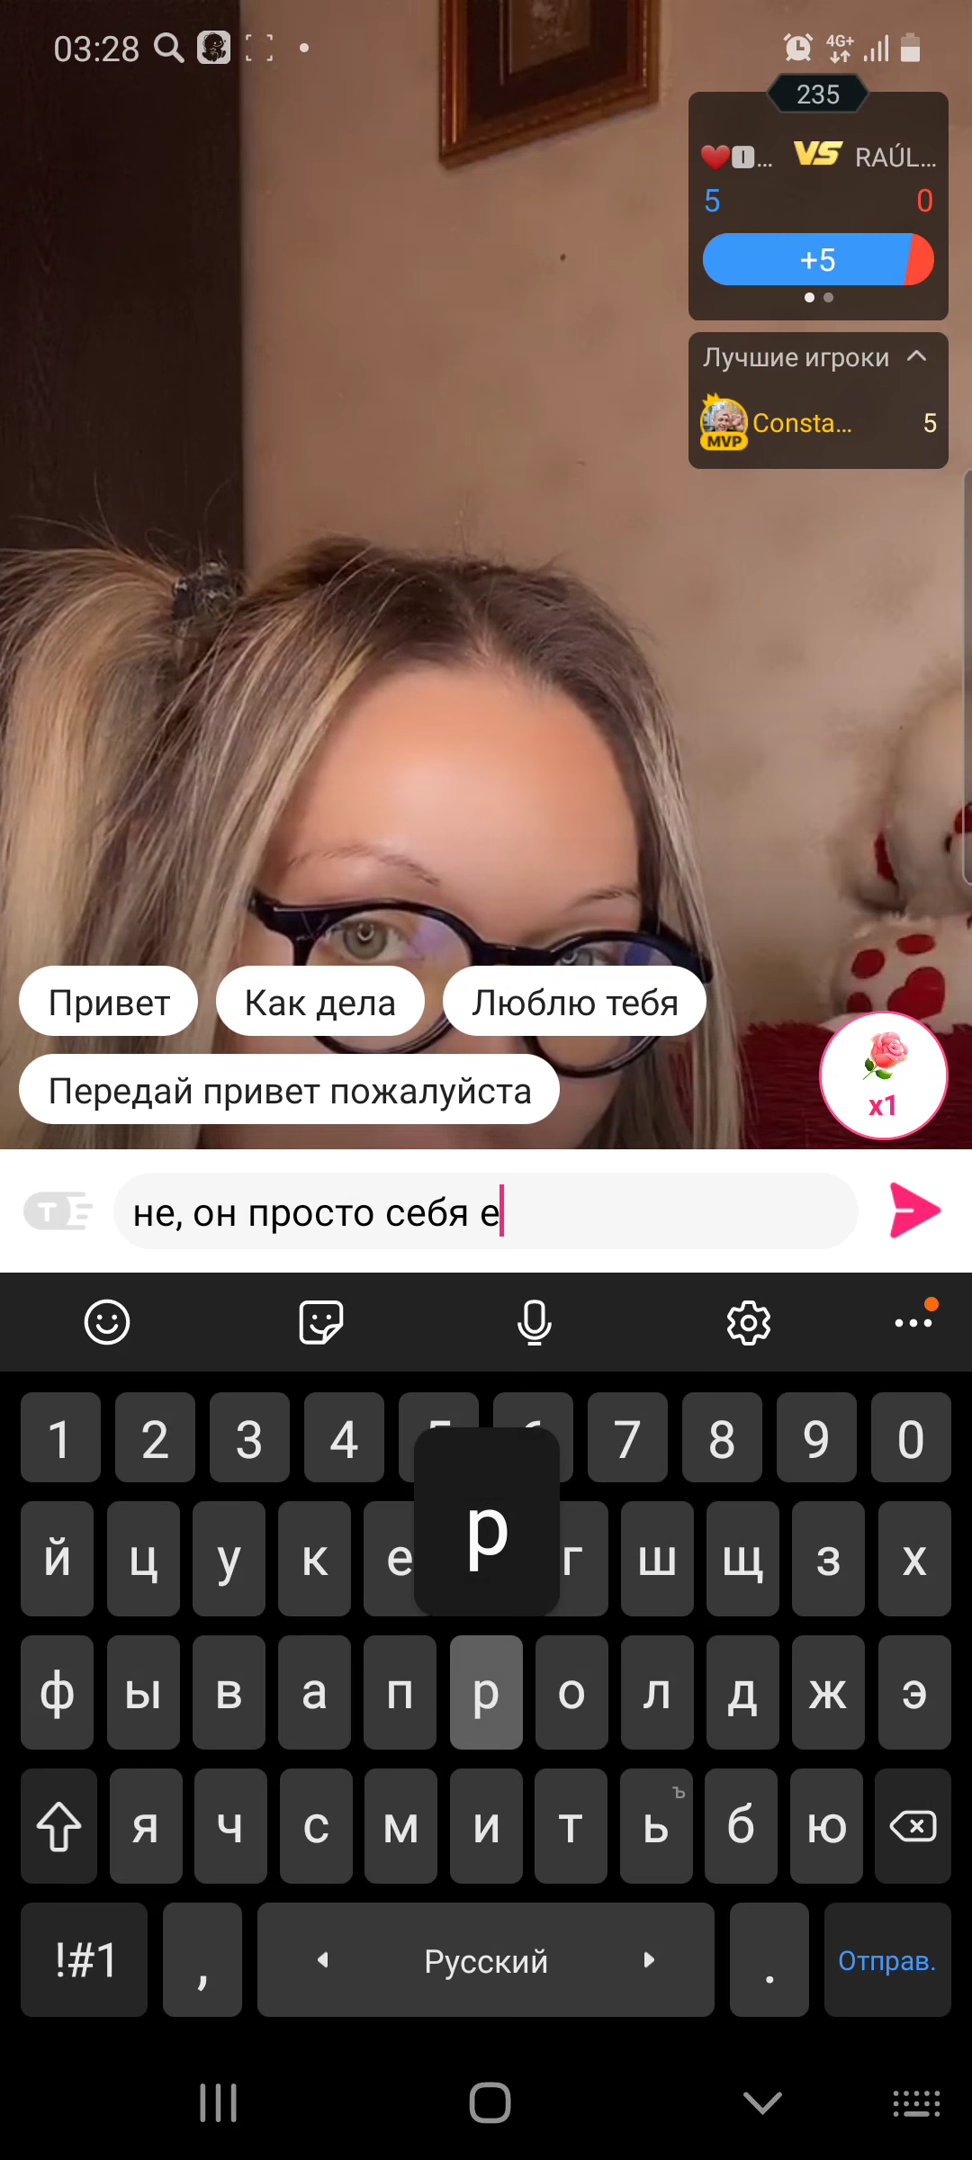 03:28
4G+
235
❤️I... VS RAÚL...
5 0
+5
Лучшие игроки
MVP Consta... 5
Привет Как дела Люблю тебя
Передай привет пожалуйста
x1
T не, он просто себя е
1 2 3 4 7 8 9 0
р
й ц у к е г ш щ з х
ф ы в а п р о л д ж э
я ч с м и т ь ъ б ю
!#1 , Русский . Отправ.